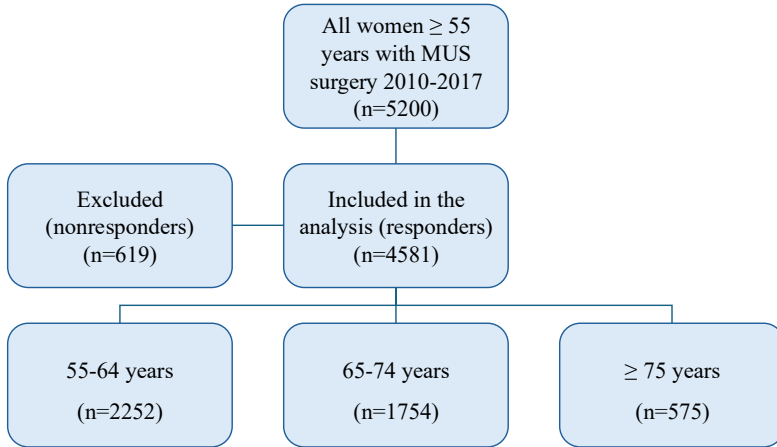 All women ≥ 55
years with MUS
surgery 2010-2017
(n=5200)
Excluded
(nonresponders)
(n=619)
Included in the
analysis (responders)
(n=4581)
55-64 years
(n=2252)
65-74 years
(n=1754)
≥ 75 years
(n=575)